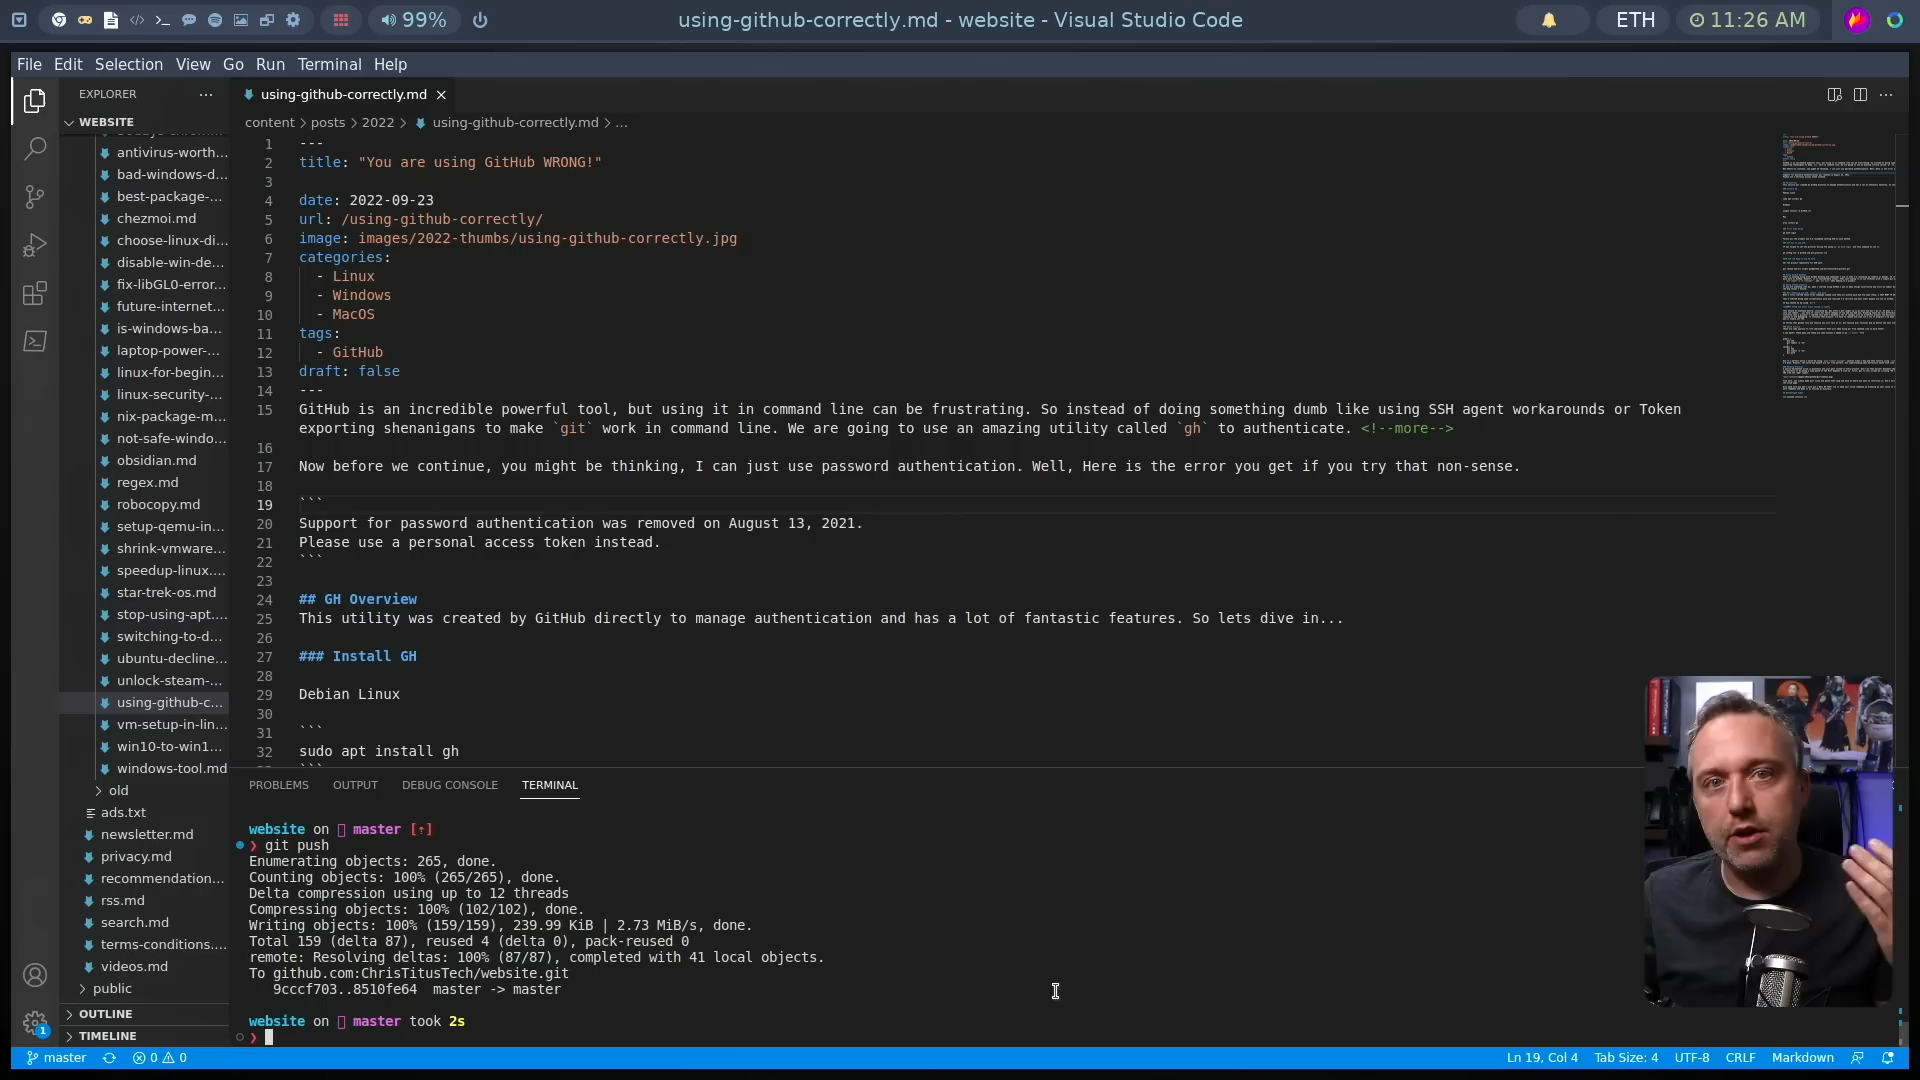 99%
using-github-correctly.md - website - Visual Studio Code
ETH
11:26 AM
File Edit Selection View Go Run Terminal Help
EXPLORER
WEBSITE
antivirus-worth...
bad-windows-d...
best-package-...
chezmoi.md
choose-linux-di...
disable-win-de...
fix-libGL0-error...
future-internet...
is-windows-ba...
laptop-power-...
linux-for-begin...
linux-security-...
nix-package-m...
not-safe-windo...
obsidian.md
regex.md
robocopy.md
setup-qemu-in...
shrink-vmware...
speedup-linux....
star-trek-os.md
stop-using-apt....
switching-to-d...
ubuntu-decline...
unlock-steam-...
using-github-c...
vm-setup-in-lin...
win10-to-win1...
windows-tool.md
old
ads.txt
newsletter.md
privacy.md
recommendation...
rss.md
search.md
terms-conditions....
videos.md
public
OUTLINE
TIMELINE
using-github-correctly.md
content > posts > 2022 > using-github-correctly.md > ...
1 ---
2 title: "You are using GitHub WRONG!"
3
4 date: 2022-09-23
5 url: /using-github-correctly/
6 image: images/2022-thumbs/using-github-correctly.jpg
7 categories:
8 - Linux
9 - Windows
10 - MacOS
11 tags:
12 - GitHub
13 draft: false
14 ---
15 GitHub is an incredible powerful tool, but using it in command line can be frustrating. So instead of doing something dumb like using SSH agent workarounds or Token
exporting shenanigans to make `git` work in command line. We are going to use an amazing utility called `gh` to authenticate. <!--more-->
16
17 Now before we continue, you might be thinking, I can just use password authentication. Well, Here is the error you get if you try that non-sense.
18
19 ```
20 Support for password authentication was removed on August 13, 2021.
21 Please use a personal access token instead.
22 ```
23
24 ## GH Overview
25 This utility was created by GitHub directly to manage authentication and has a lot of fantastic features. So lets dive in...
26
27 ### Install GH
28
29 Debian Linux
30
31 ```
32 sudo apt install gh
PROBLEMS OUTPUT DEBUG CONSOLE TERMINAL
website on master [↑]
❯ git push
Enumerating objects: 265, done.
Counting objects: 100% (265/265), done.
Delta compression using up to 12 threads
Compressing objects: 100% (102/102), done.
Writing objects: 100% (159/159), 239.99 KiB | 2.73 MiB/s, done.
Total 159 (delta 87), reused 4 (delta 0), pack-reused 0
remote: Resolving deltas: 100% (87/87), completed with 41 local objects.
To github.com:ChrisTitusTech/website.git
9cccf703..8510fe64 master -> master
website on master took 2s
❯
1
master 0 0
Ln 19, Col 4 Tab Size: 4 UTF-8 CRLF Markdown